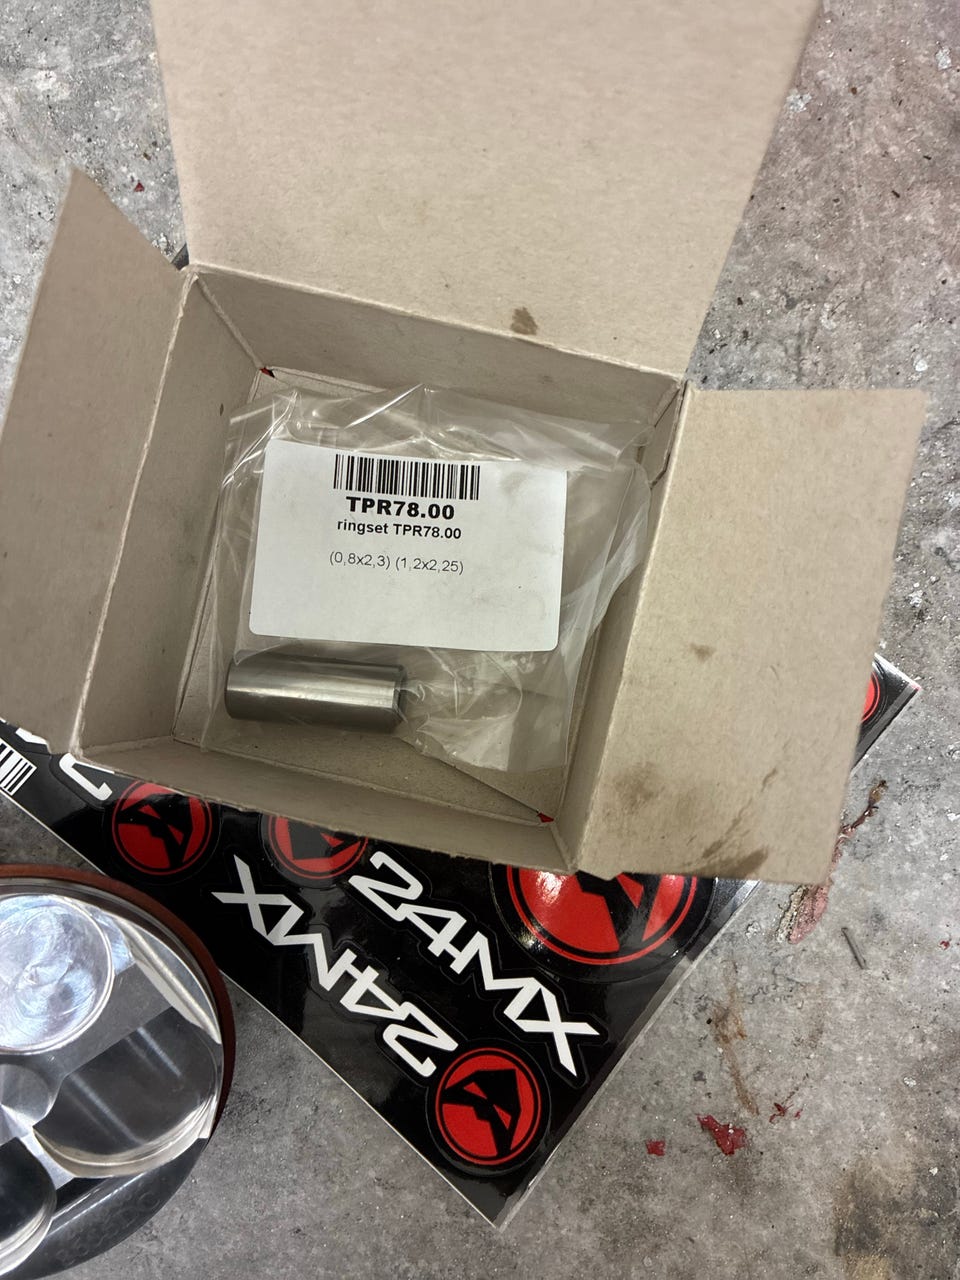 TPR78.00
ringset TPR78.00
(0,8x2,3) (1,2x2,25)
24MX
24MX